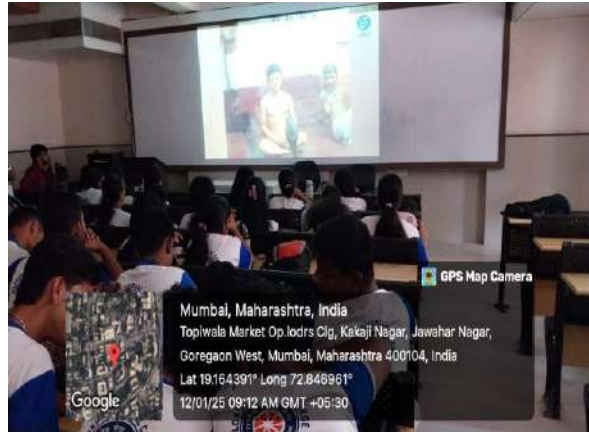 GPS Map Camera
Mumbai, Maharashtra, India
Topiwala Market Op.lodrs Clg, Kakaji Nagar, Jawahar Nagar,
Goregaon West, Mumbai, Maharashtra 400104, India
Lat 19.164391° Long 72.846961°
12/01/25 09:12 AM GMT +05:30
Google